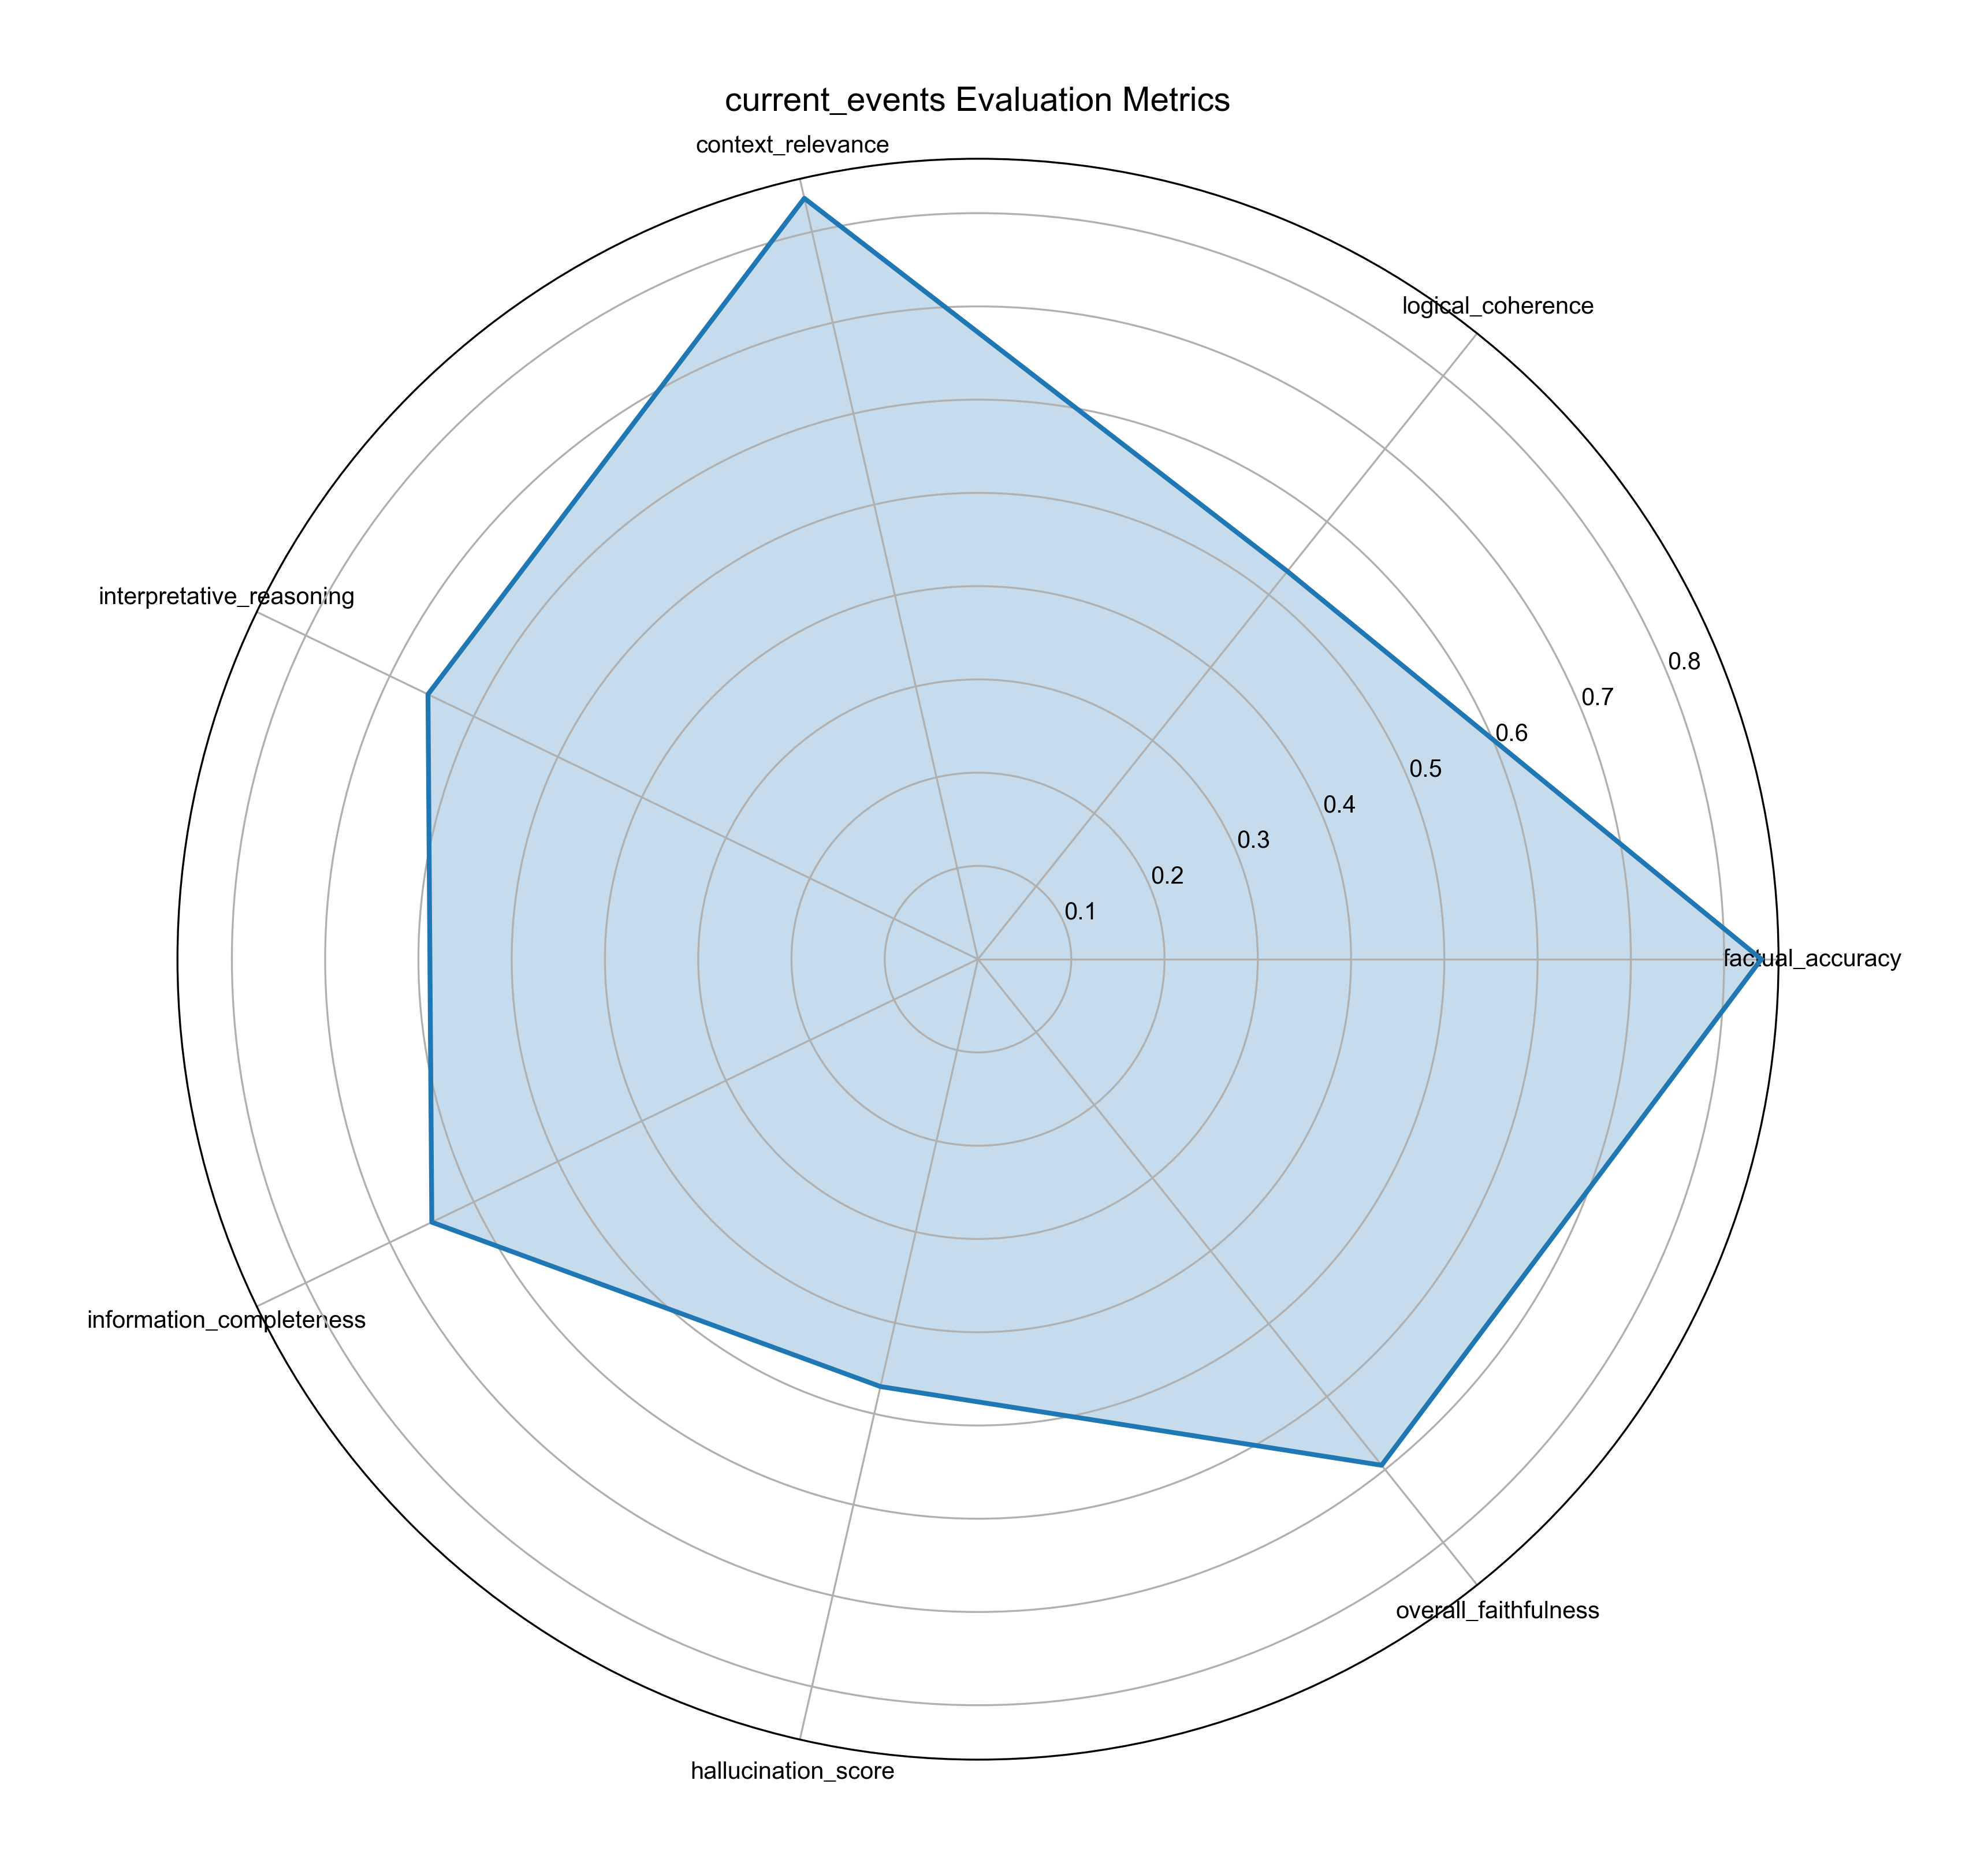 current_events Evaluation Metrics
context_relevance
logical_coherence
interpretative_reasoning
0.8
0.7
0.6
0.5
0.4
0.3
0.2
0.1
factual_accuracy
information_completeness
overall_faithfulness
hallucination_score